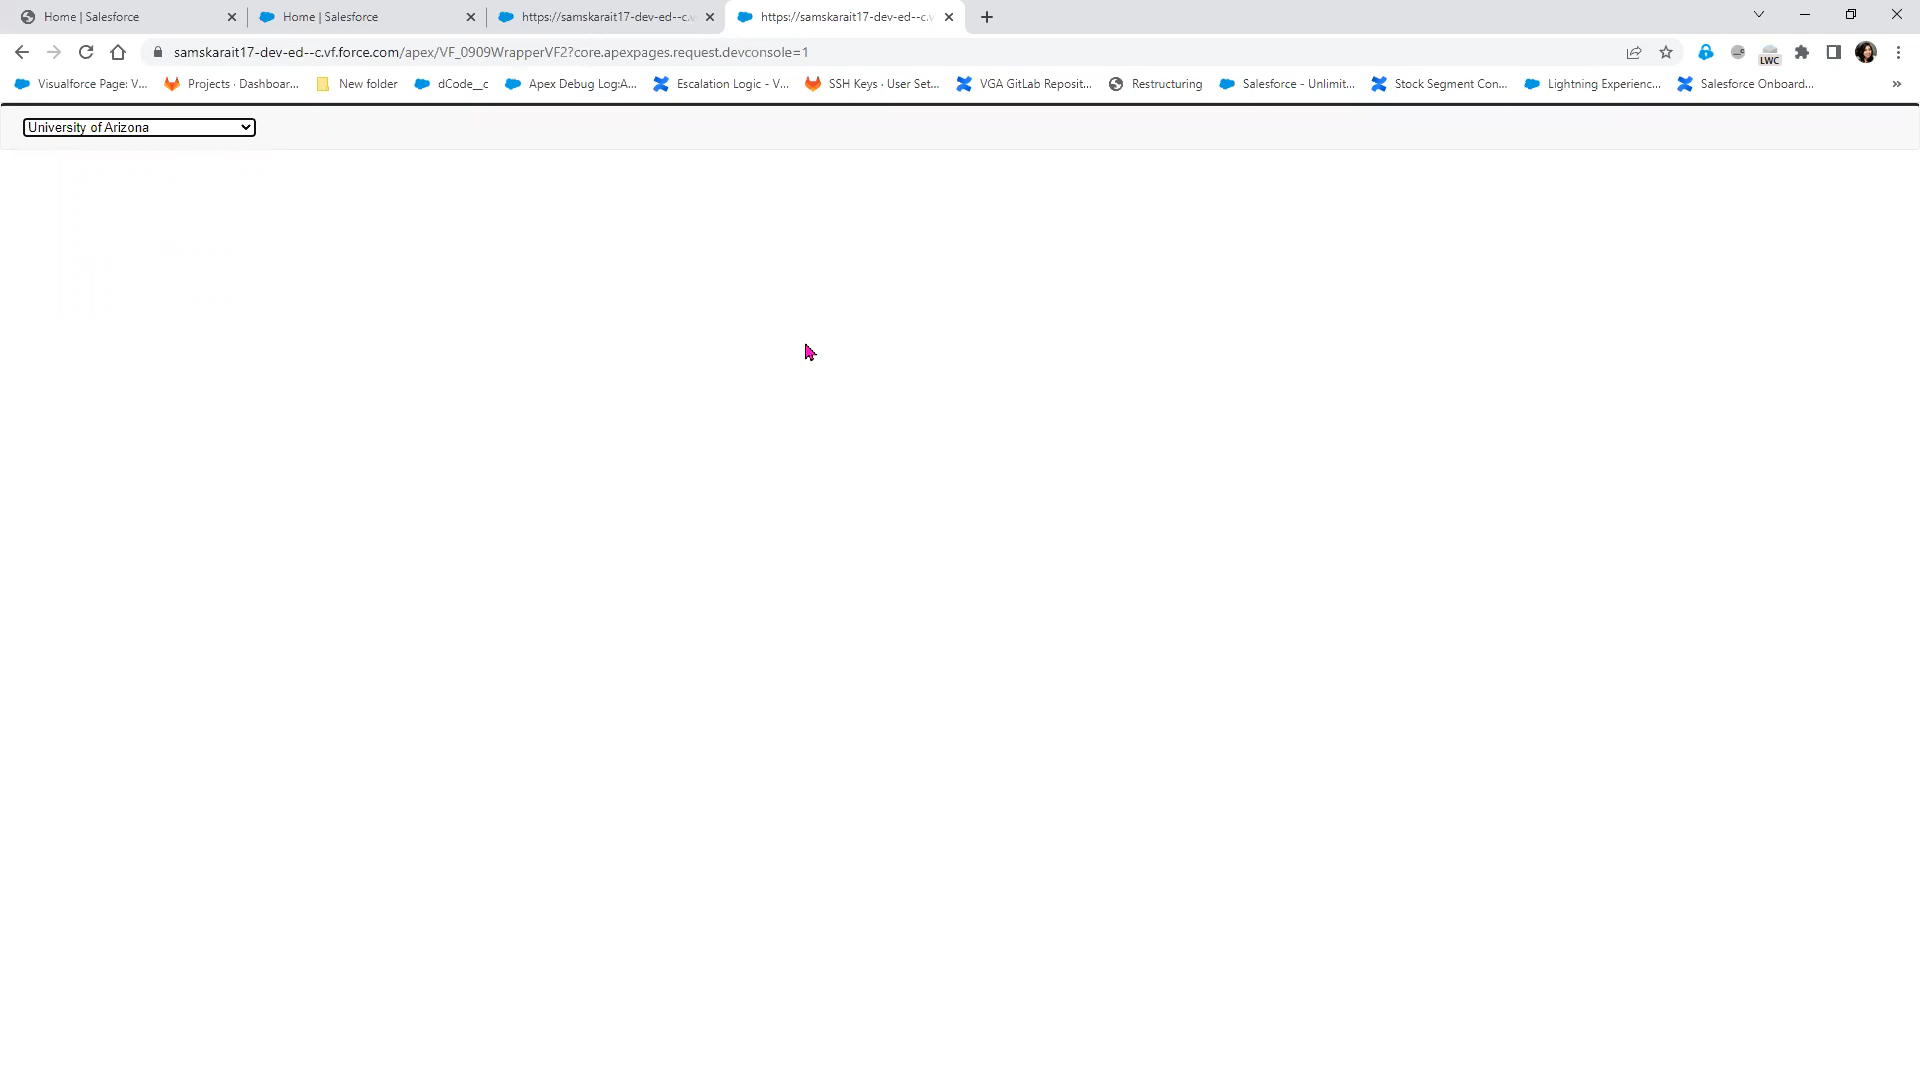 Home | Salesforce
Home | Salesforce
https://samskarait17-dev-ed--c.v
https://samskarait17-dev-ed--c.v
samskarait17-dev-ed--c.vf.force.com/apex/VF_0909WrapperVF2?core.apexpages.request.devconsole=1
LWC
Visualforce Page: V...
Projects · Dashboar...
New folder
dCode__c
Apex Debug Log:A...
Escalation Logic - V...
SSH Keys · User Set...
VGA GitLab Reposit...
Restructuring
Salesforce - Unlimit...
Stock Segment Con...
Lightning Experienc...
Salesforce Onboard...
University of Arizona